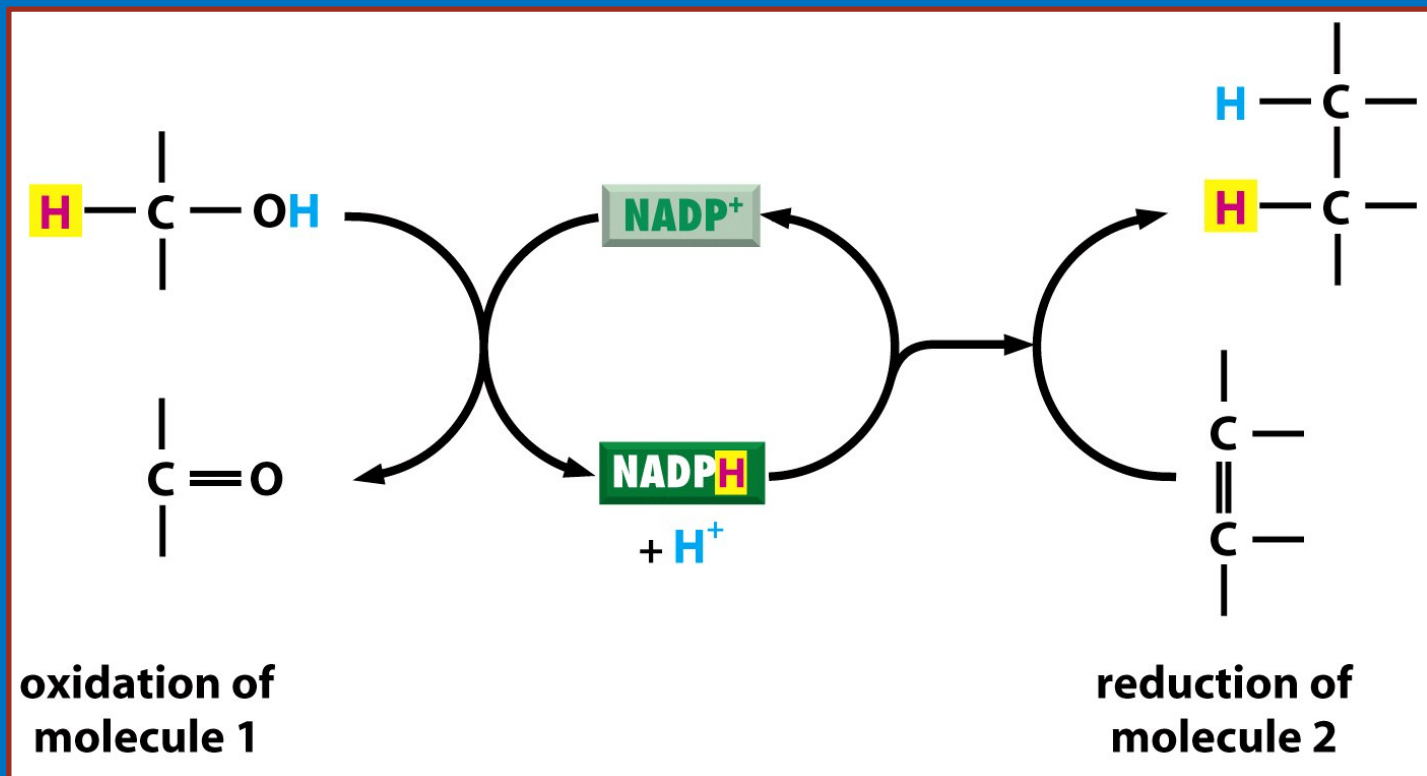 H C OH
C O
NADP+
NADPH
+ H+
H C
H C
C
C
oxidation of
molecule 1
reduction of
molecule 2